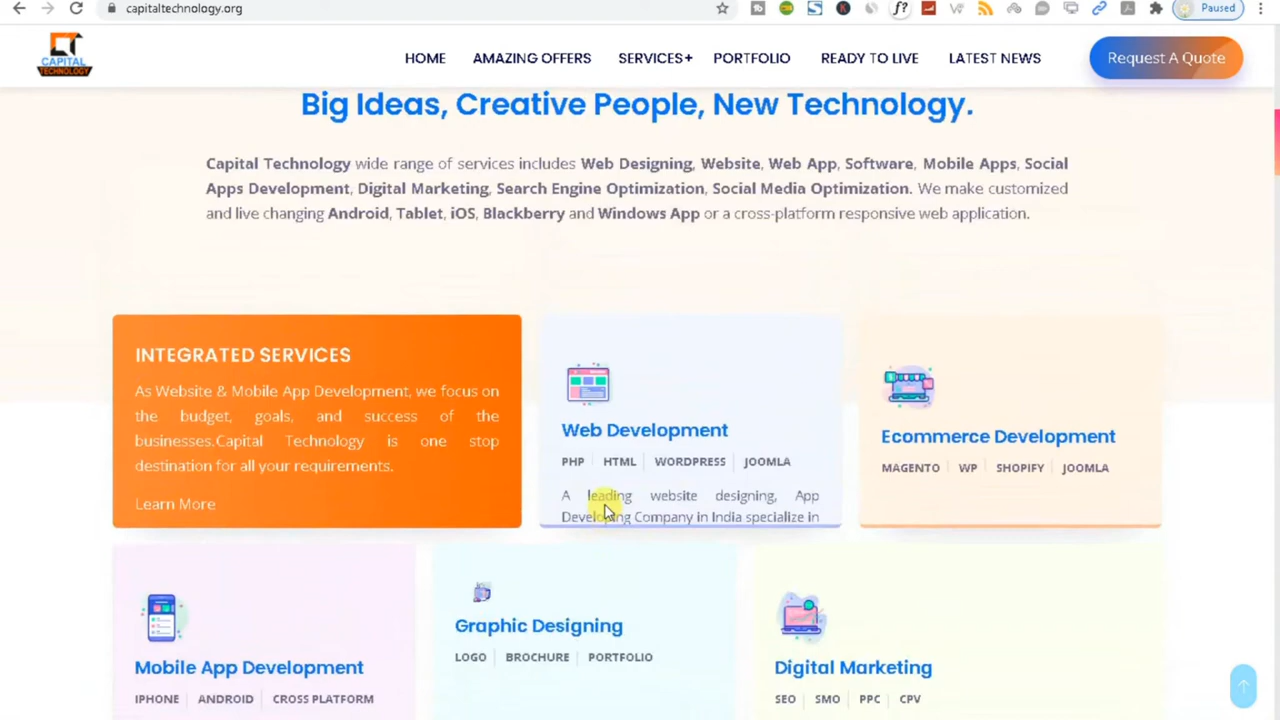 capitaltechnology.org
Paused
CAPITAL
TECHNOLOGY
HOME
AMAZING OFFERS
SERVICES+
PORTFOLIO
READY TO LIVE
LATEST NEWS
Request A Quote
Big Ideas, Creative People, New Technology.
Capital Technology wide range of services includes Web Designing, Website, Web App, Software, Mobile Apps, Social
Apps Development, Digital Marketing, Search Engine Optimization, Social Media Optimization. We make customized
and live changing Android, Tablet, iOS, Blackberry and Windows App or a cross-platform responsive web application.
INTEGRATED SERVICES
As Website & Mobile App Development, we focus on
the budget, goals, and success of the
businesses.Capital Technology is one stop
destination for all your requirements.
Learn More
Web Development
PHP HTML WORDPRESS JOOMLA
A leading website designing, App
Developing Company in India specialize in
Ecommerce Development
MAGENTO WP SHOPIFY JOOMLA
Mobile App Development
IPHONE ANDROID CROSS PLATFORM
Graphic Designing
LOGO BROCHURE PORTFOLIO
Digital Marketing
SEO SMO PPC CPV